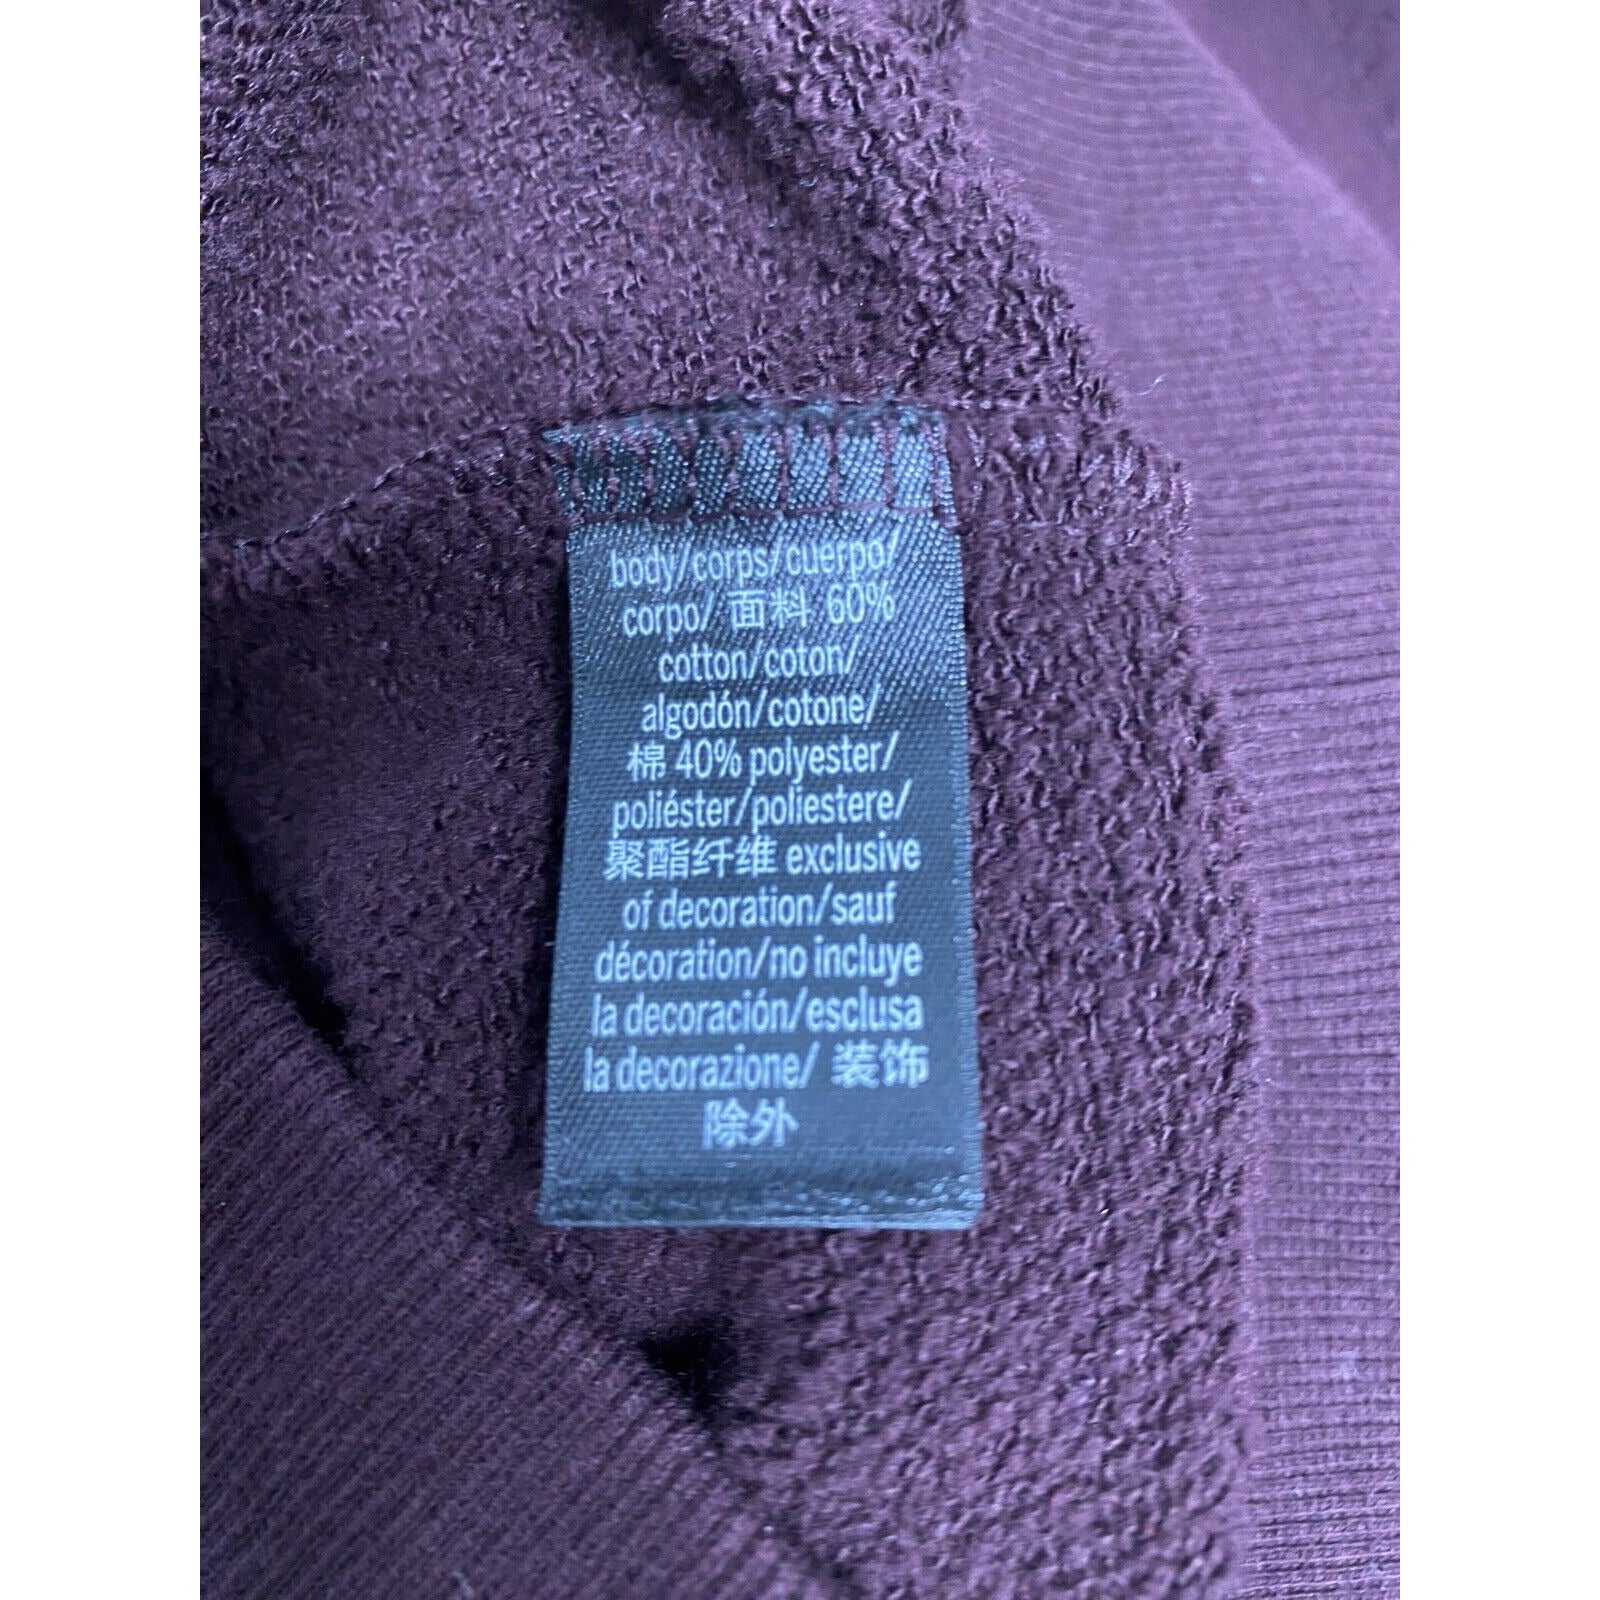 body/corps/cuerpo/
corpo/ 面料 60%
cotton/coton/
algodón/cotone/
棉 40% polyester/
poliéster/poliestere/
聚酯纤维 exclusive
of decoration/sauf
décoration/no incluye
la decoración/esclusa
la decorazione/ 装饰
除外